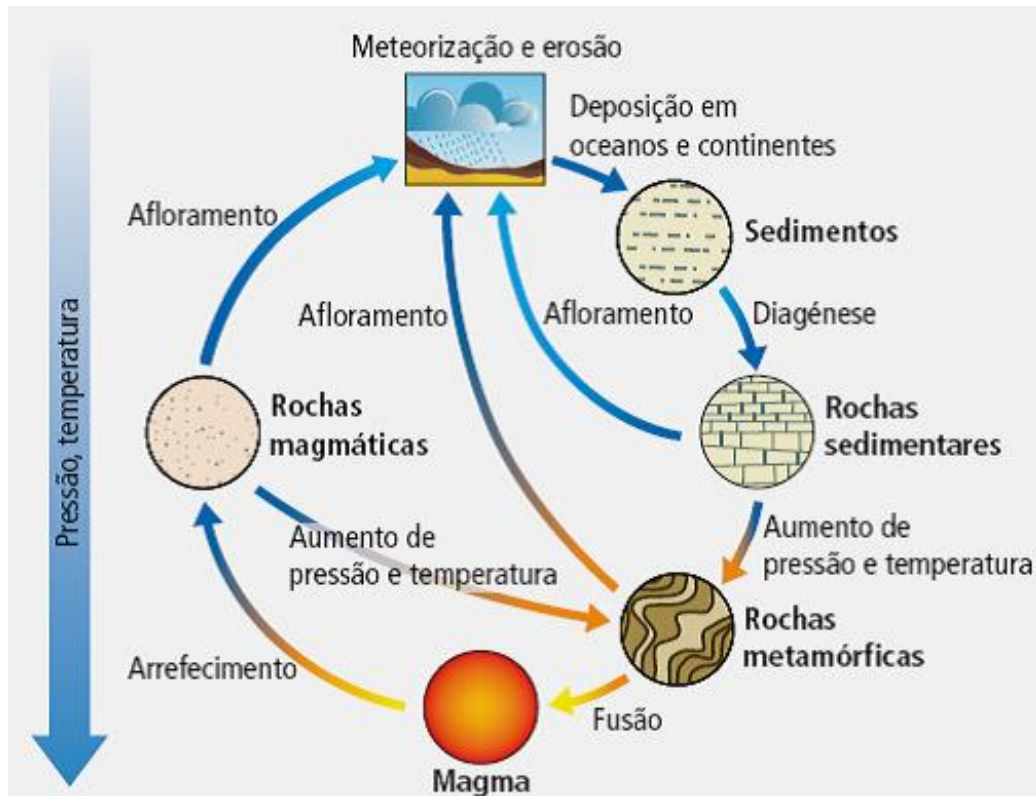 Meteorização e erosão
Deposição em
oceanos e continentes
Sedimentos
Afloramento
Afloramento
Afloramento
Diagénese
Pressão, temperatura
Rochas
magmáticas
Rochas
sedimentares
Aumento de
pressão e temperatura
Aumento de
pressão e temperatura
Rochas
metamórficas
Arrefecimento
Fusão
Magma